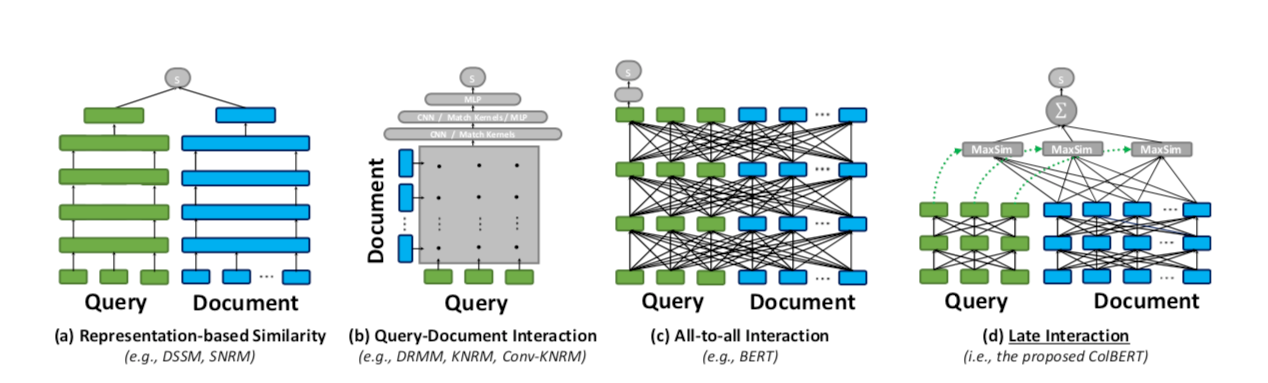 S
Query
Document
...
(a) Representation-based Similarity
(e.g., DSSM, SNRM)
S
MLP
CNN / Match Kernels / MLP
CNN / Match Kernels
Document
Query
(b) Query-Document Interaction
(e.g., DRMM, KNRM, Conv-KNRM)
S
Query
Document
(c) All-to-all Interaction
(e.g., BERT)
S
Σ
MaxSim MaxSim MaxSim
Query
Document
(d) Late Interaction
(i.e., the proposed ColBERT)